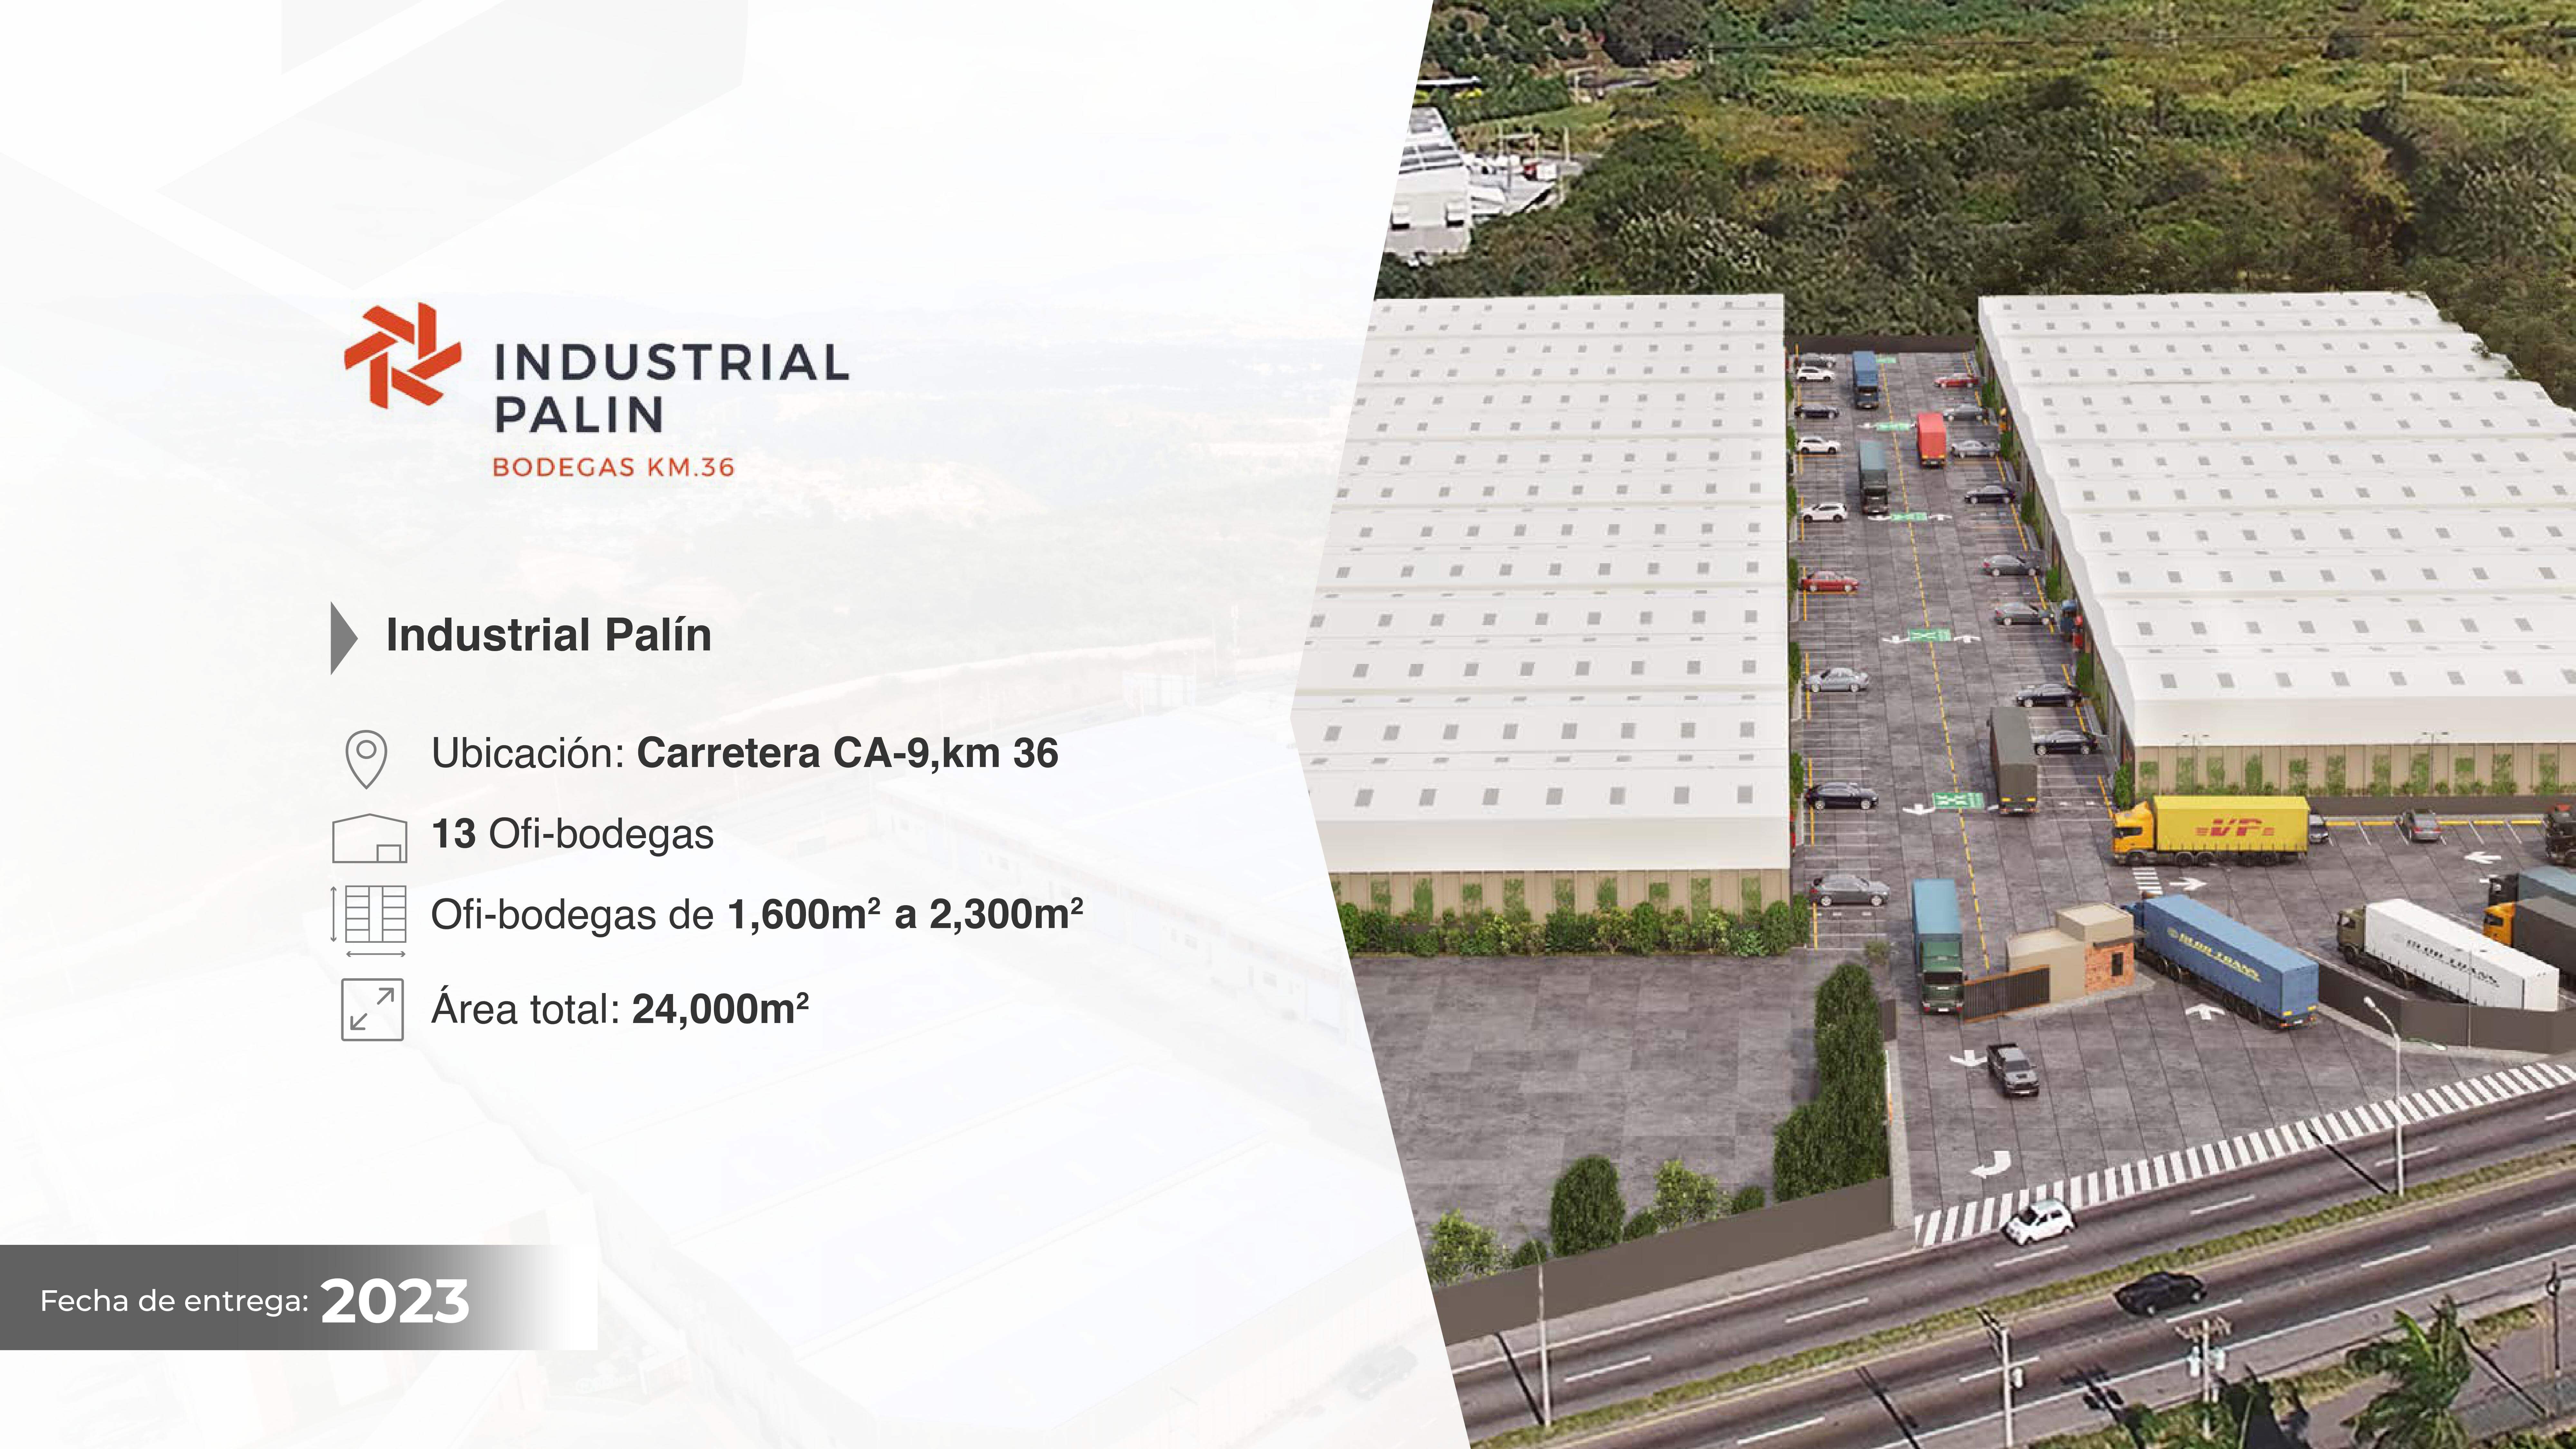 INDUSTRIAL
PALIN
BODEGAS KM.36
Industrial Palín
Ubicación: Carretera CA-9,km 36
13 Ofi-bodegas
Ofi-bodegas de 1,600m² a 2,300m²
Área total: 24,000m²
Fecha de entrega: 2023